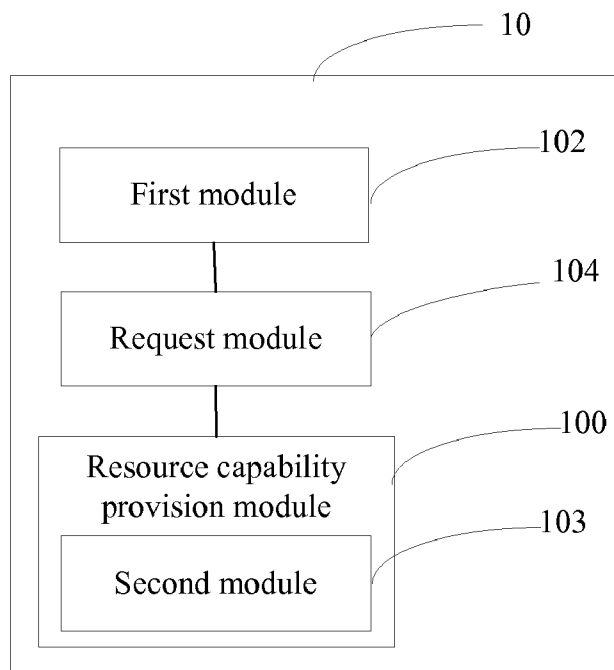 10
102
First module
104
Request module
100
Resource capability
provision module
103
Second module